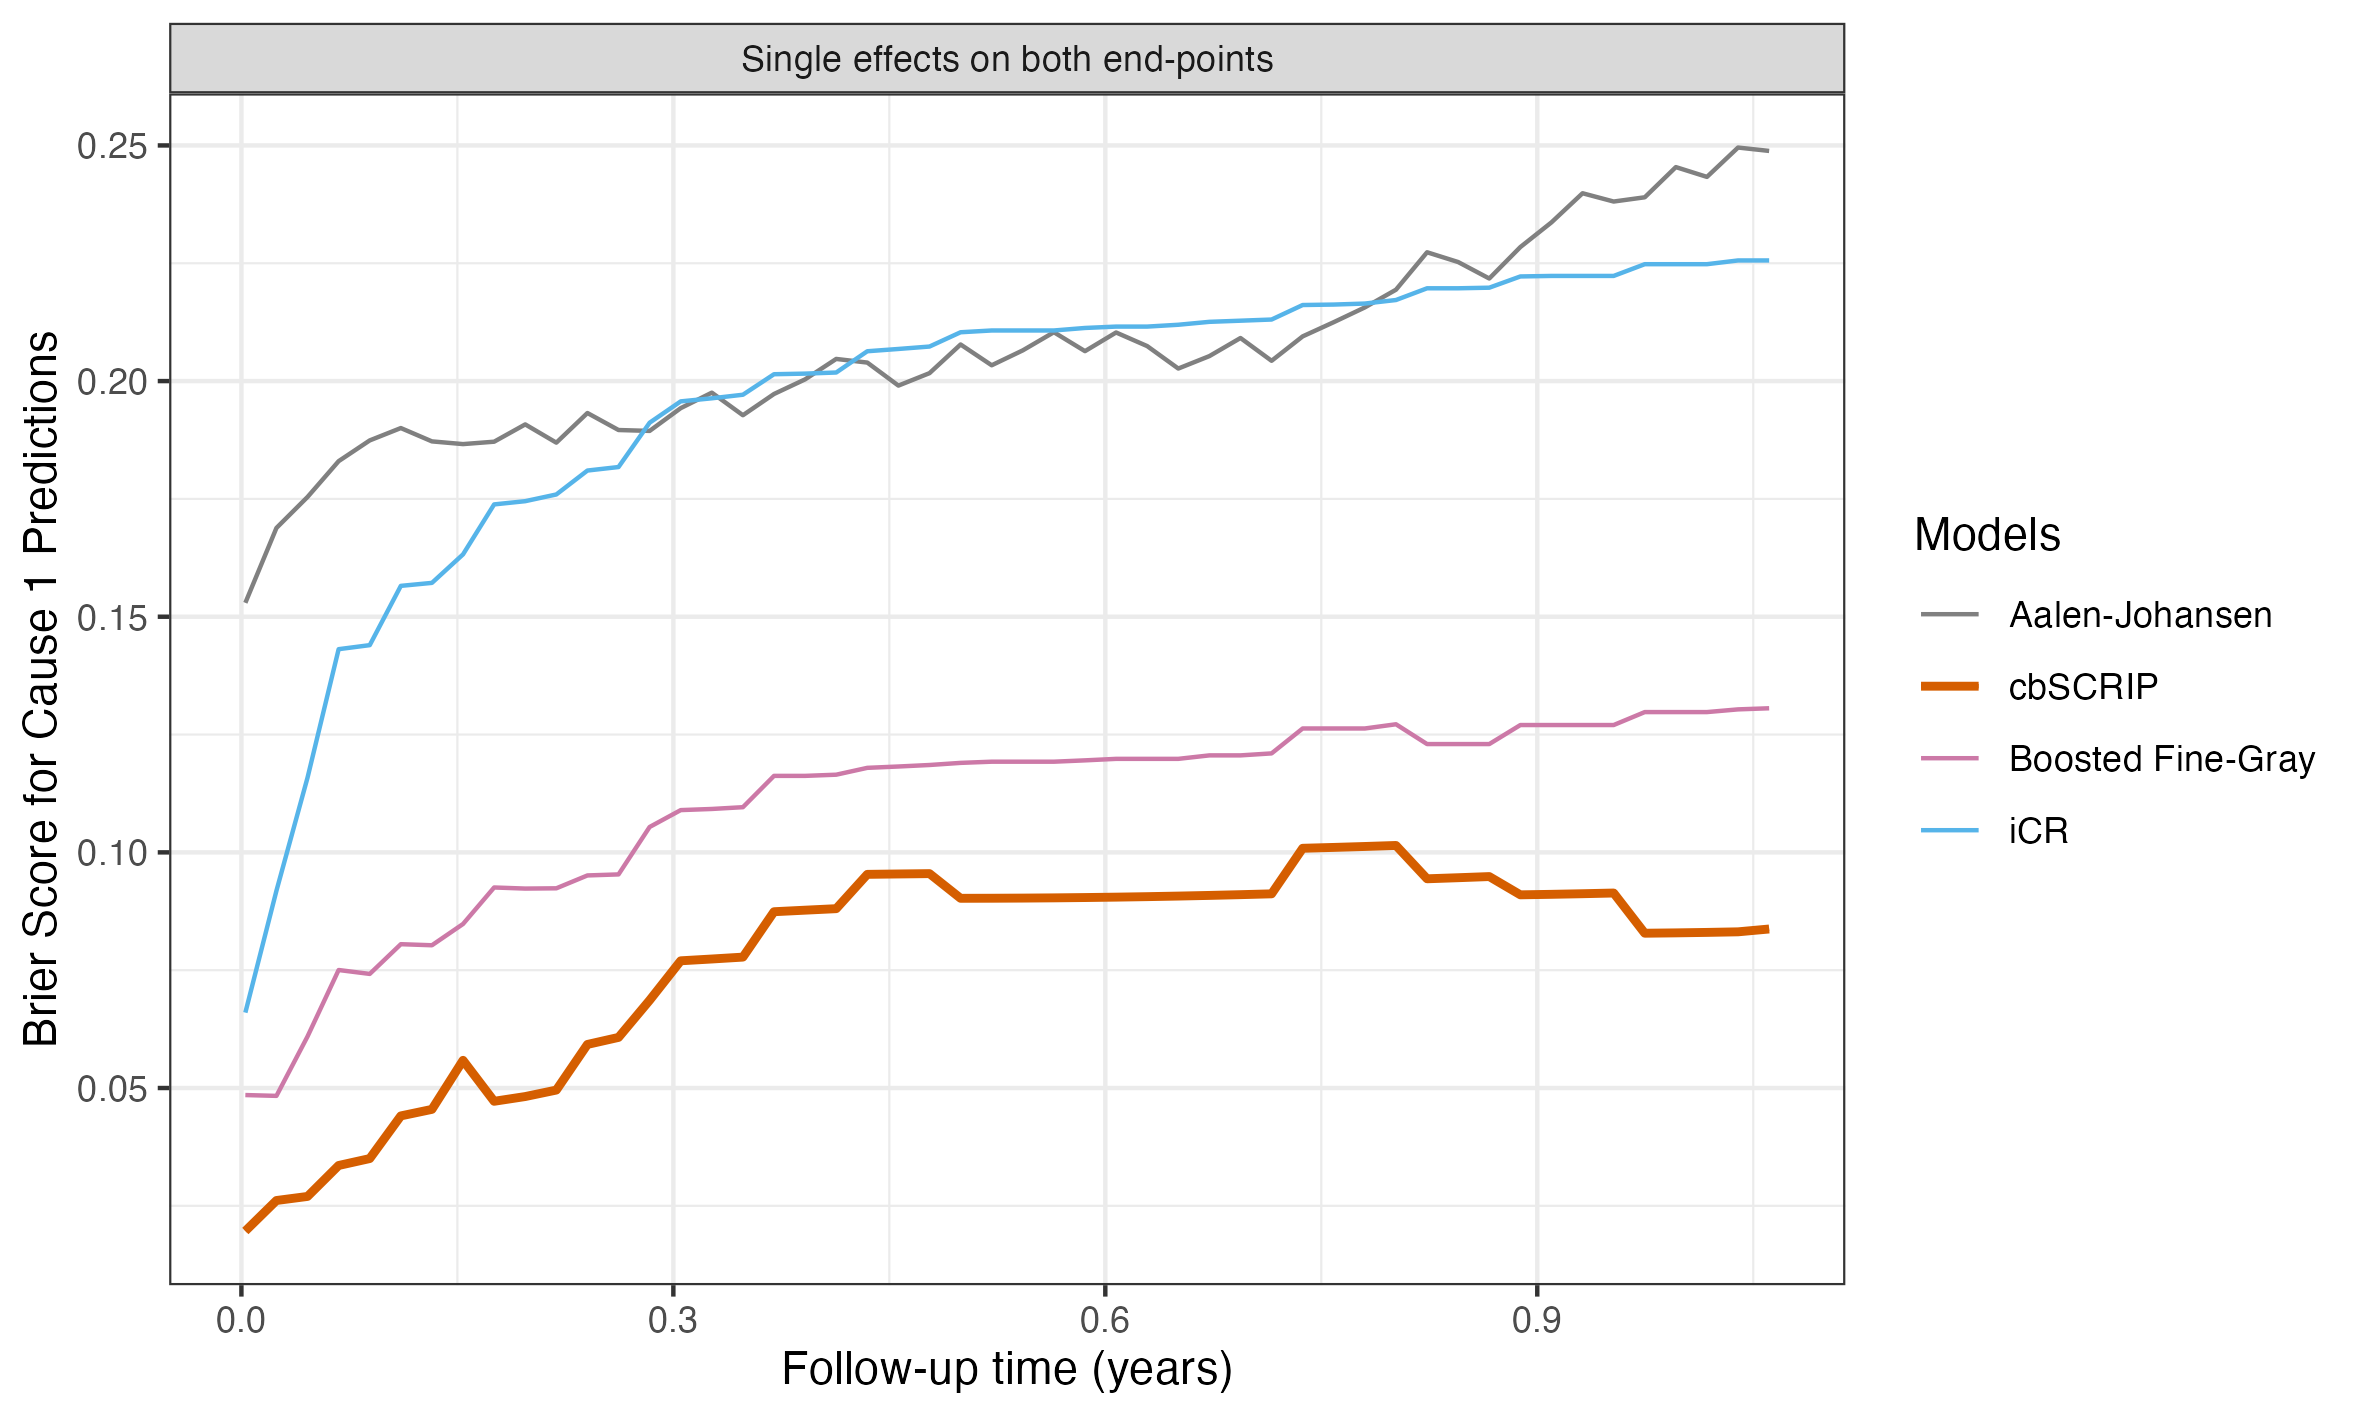 Single effects on both end-points
Brier Score for Cause 1 Predictions
0.25
0.20
0.15
0.10
0.05
0.0
0.3
0.6
0.9
Follow-up time (years)
Models
Aalen-Johansen
cbSCRIP
Boosted Fine-Gray
iCR